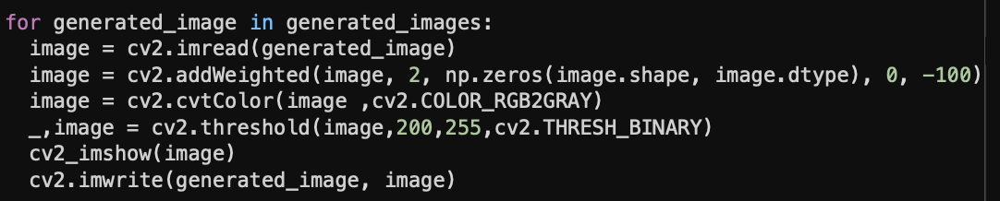 for generated_image in generated_images:
  image = cv2.imread(generated_image)
  image = cv2.addWeighted(image, 2, np.zeros(image.shape, image.dtype), 0, -100)
  image = cv2.cvtColor(image ,cv2.COLOR_RGB2GRAY)
  _,image = cv2.threshold(image,200,255,cv2.THRESH_BINARY)
  cv2_imshow(image)
  cv2.imwrite(generated_image, image)